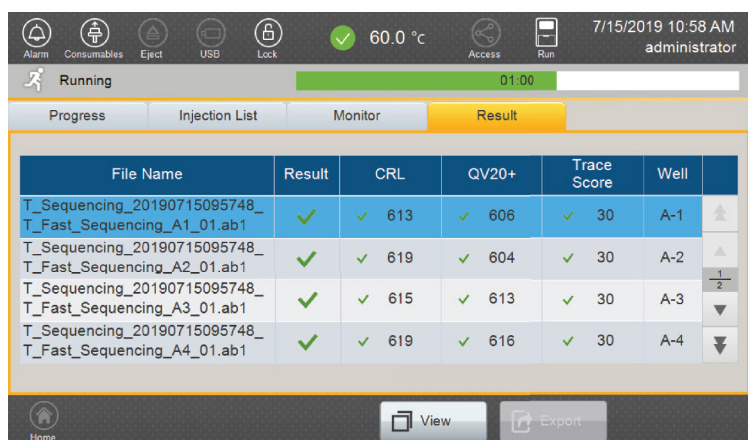 7/15/2019 10:58 AM
60.0 °c
administrator
Alarm Consumables Eject USB Lock Access Run
Running 01:00
Progress Injection List Monitor Result
File Name Result CRL QV20+ Trace Score Well
T_Sequencing_20190715095748_
T_Fast_Sequencing_A1_01.ab1 613 606 30 A-1
T_Sequencing_20190715095748_
T_Fast_Sequencing_A2_01.ab1 619 604 30 A-2
1
2
T_Sequencing_20190715095748_
T_Fast_Sequencing_A3_01.ab1 615 613 30 A-3
T_Sequencing_20190715095748_
T_Fast_Sequencing_A4_01.ab1 619 616 30 A-4
View Export
Home